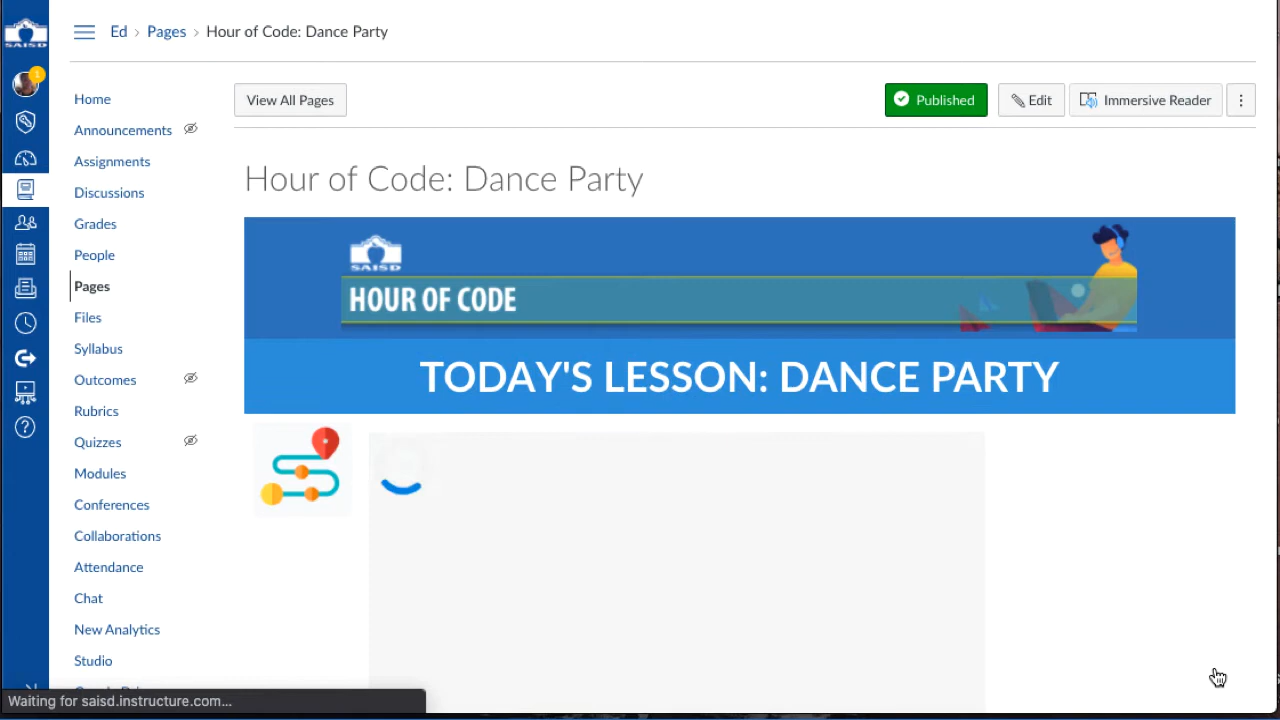 SAISD
Ed > Pages > Hour of Code: Dance Party
1
Home
Announcements
Assignments
Discussions
Grades
People
Pages
Files
Syllabus
Outcomes
Rubrics
Quizzes
Modules
Conferences
Collaborations
Attendance
Chat
New Analytics
Studio
View All Pages
Published
Edit
Immersive Reader
Hour of Code: Dance Party
SAISD
HOUR OF CODE
TODAY'S LESSON: DANCE PARTY
Waiting for saisd.instructure.com...